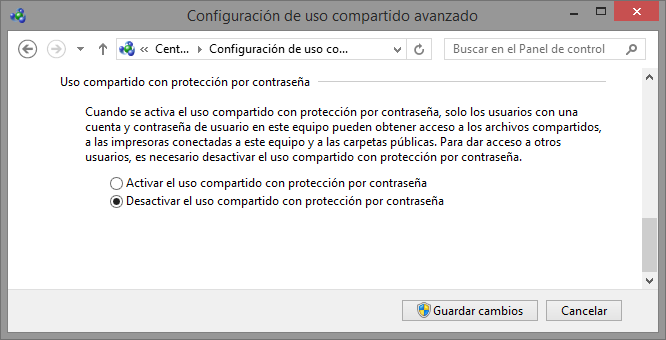 Configuración de uso compartido avanzado
« Cent... › Configuración de uso co...
Buscar en el Panel de control
Uso compartido con protección por contraseña
Cuando se activa el uso compartido con protección por contraseña, solo los usuarios con una
cuenta y contraseña de usuario en este equipo pueden obtener acceso a los archivos compartidos,
a las impresoras conectadas a este equipo y a las carpetas públicas. Para dar acceso a otros
usuarios, es necesario desactivar el uso compartido con protección por contraseña.
Activar el uso compartido con protección por contraseña
Desactivar el uso compartido con protección por contraseña
Guardar cambios
Cancelar